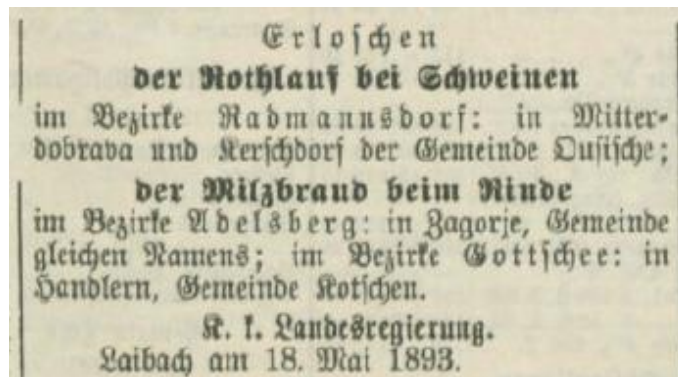 Erloschen
der Rothlauf bei Schweinen
im Bezirke Radmannsdorf: in Mitter-
dobrava und Kerschdorf der Gemeinde Ousische;
der Milzbrand beim Rinde
im Bezirke Adelsberg: in Zagorje, Gemeinde
gleichen Namens; im Bezirke Gottschee: in
Handlern, Gemeinde Kotschen.
K. k. Landesregierung.
Laibach am 18. Mai 1893.